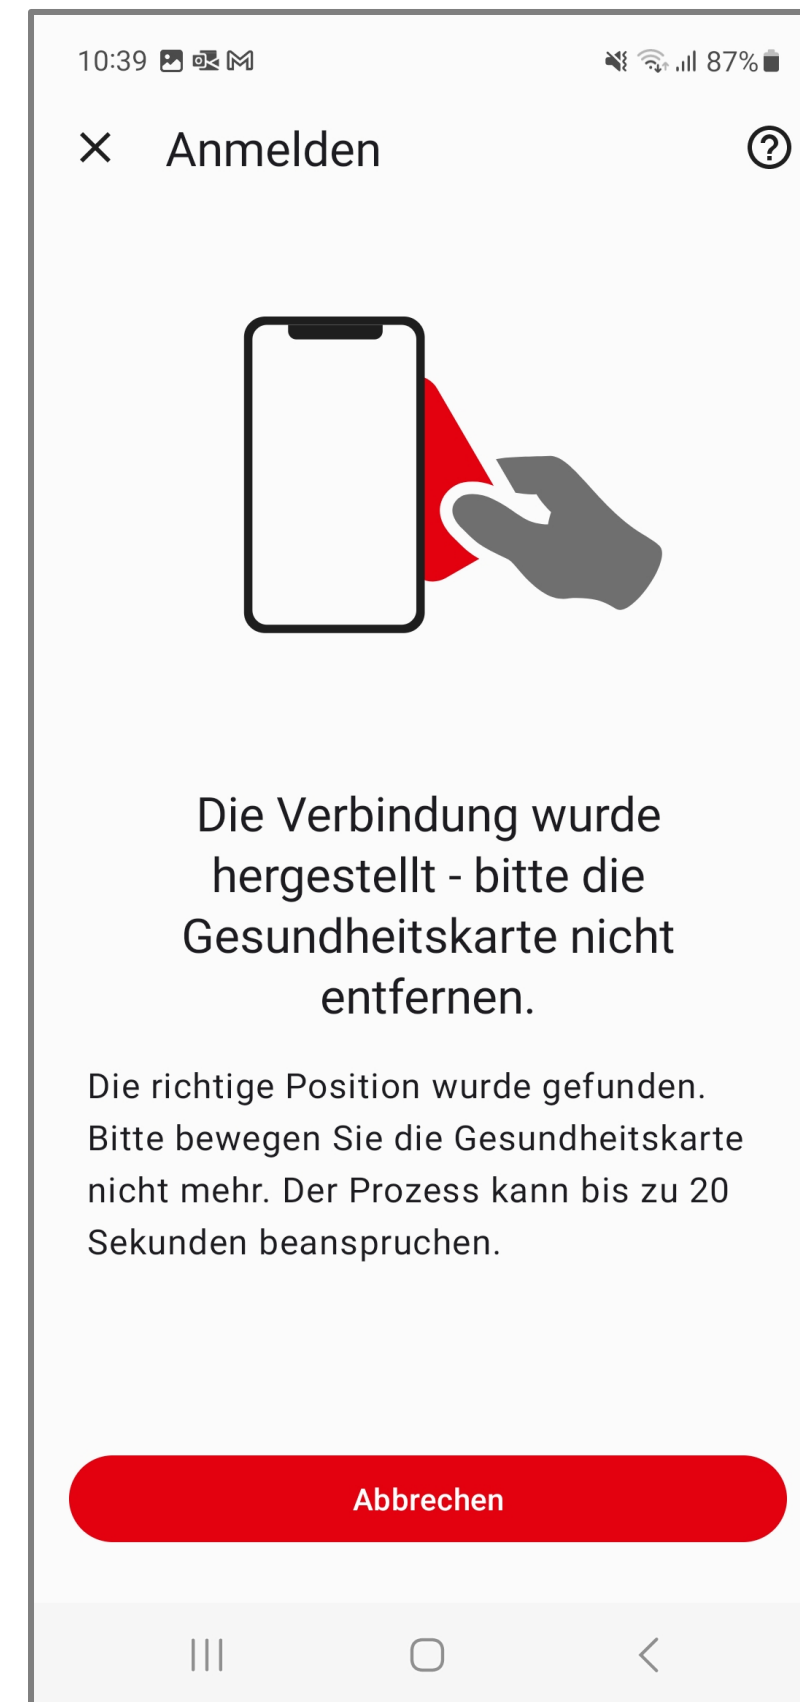 10:39 87%
Anmelden
Die Verbindung wurde
hergestellt - bitte die
Gesundheitskarte nicht
entfernen.
Die richtige Position wurde gefunden.
Bitte bewegen Sie die Gesundheitskarte
nicht mehr. Der Prozess kann bis zu 20
Sekunden beanspruchen.
Abbrechen